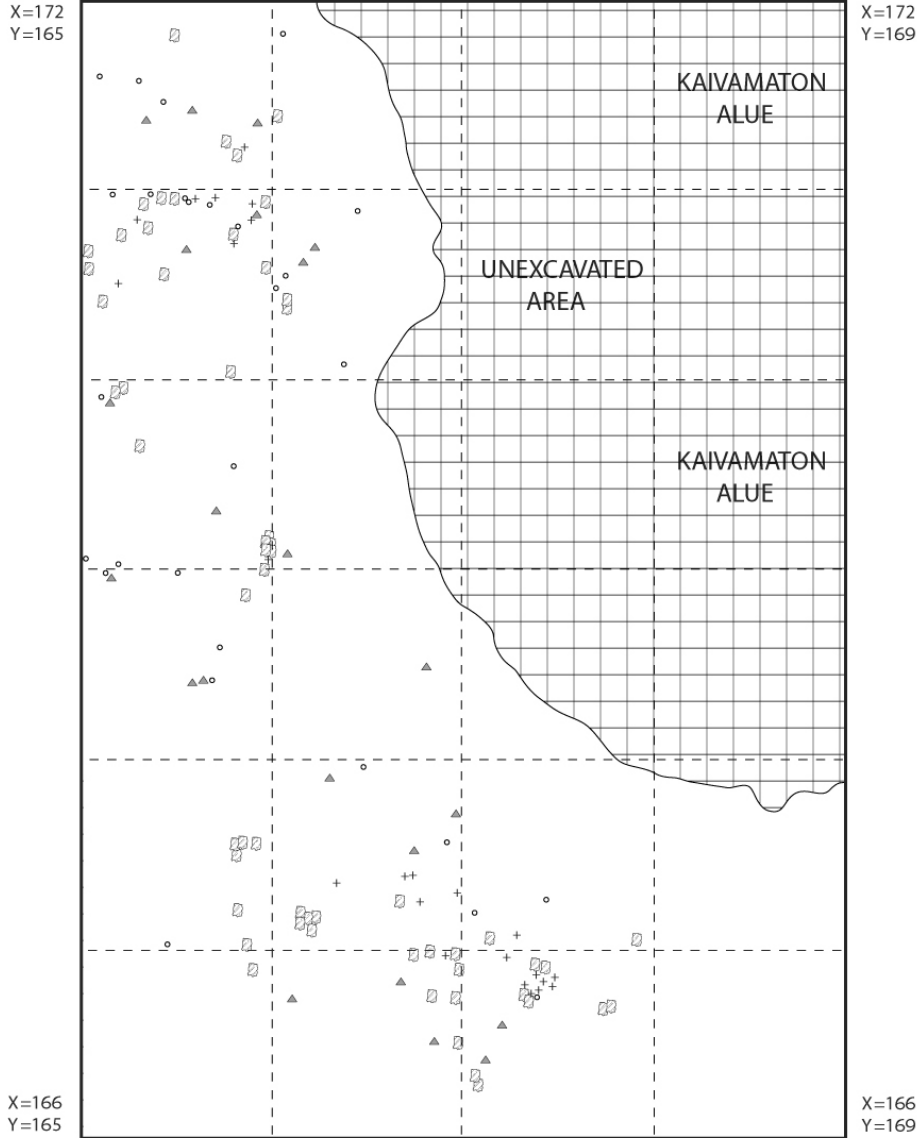 X=172
Y=165
X=172
Y=169
KAIVAMATON
ALUE
UNEXCAVATED
AREA
KAIVAMATON
ALUE
X=166
Y=165
X=166
Y=169